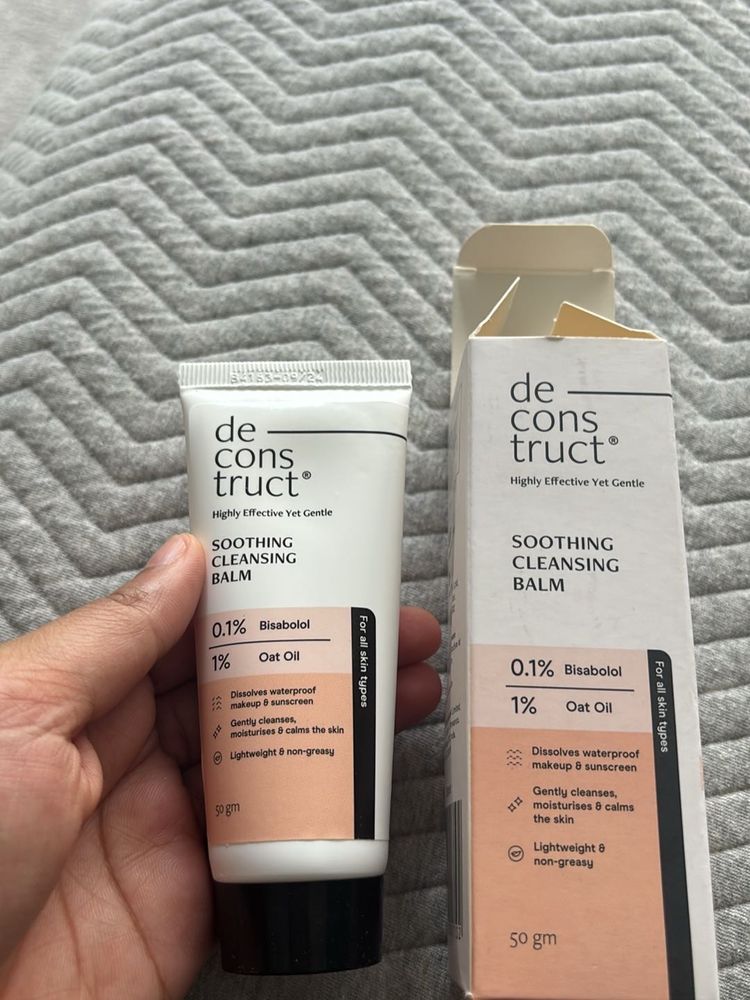 de
cons
truct®
Highly Effective Yet Gentle
SOOTHING
CLEANSING
BALM
0.1% Bisabolol
1% Oat Oil
For all skin types
Dissolves waterproof
makeup & sunscreen
Gently cleanses,
moisturises & calms the skin
Lightweight & non-greasy
50 gm
de
cons
truct®
Highly Effective Yet Gentle
SOOTHING
CLEANSING
BALM
0.1% Bisabolol
1% Oat Oil
For all skin types
Dissolves waterproof
makeup & sunscreen
Gently cleanses,
moisturises & calms
the skin
Lightweight &
non-greasy
50 gm